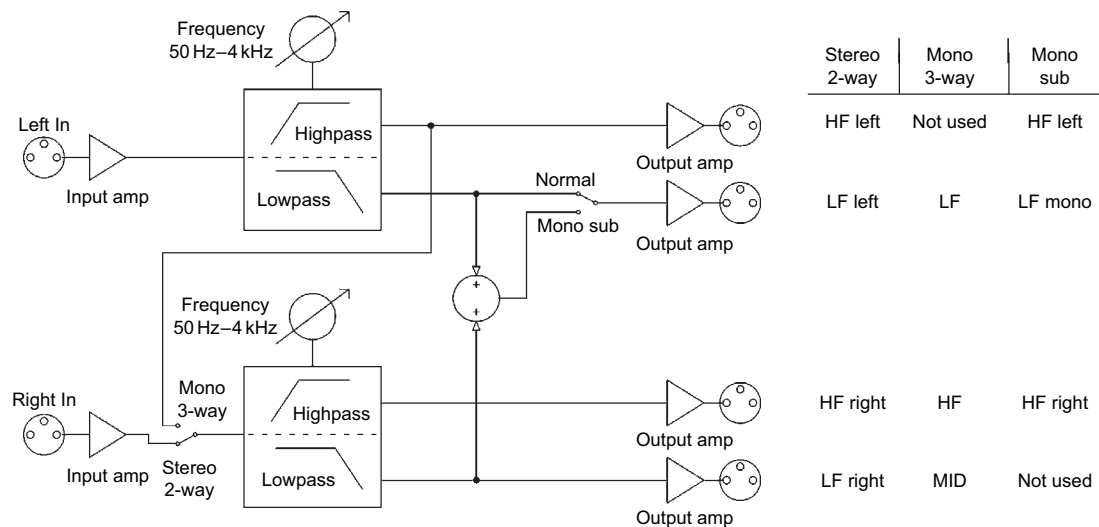 Frequency
50 Hz–4 kHz
Left In
Input amp
Highpass
Lowpass
Output amp
Normal
Mono sub
Output amp
Frequency
50 Hz–4 kHz
Right In
Input amp
Mono
3-way
Stereo
2-way
Highpass
Lowpass
+
+
Output amp
Output amp
Stereo Mono Mono
2-way 3-way sub
HF left Not used HF left
LF left LF LF mono
HF right HF HF right
LF right MID Not used